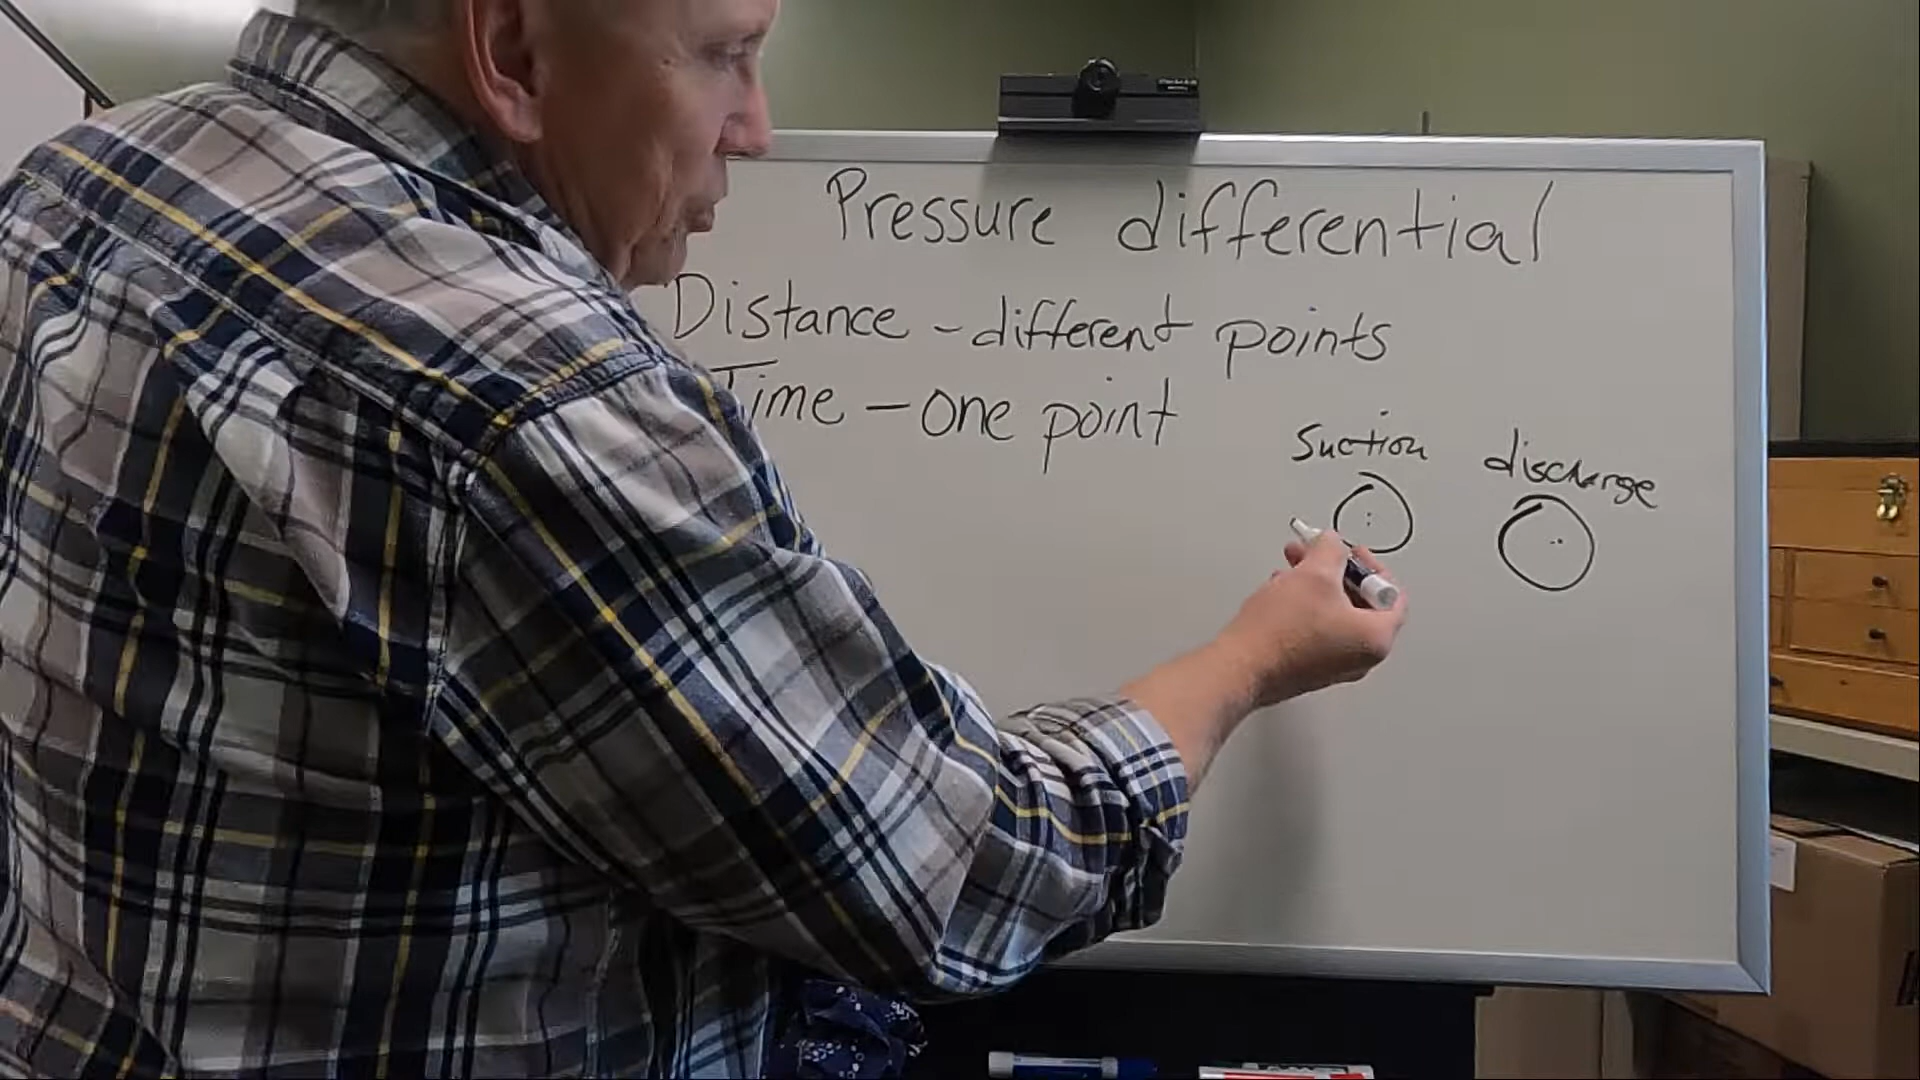 Pressure differential
Distance - different points
Time - one point
Suction
discharge